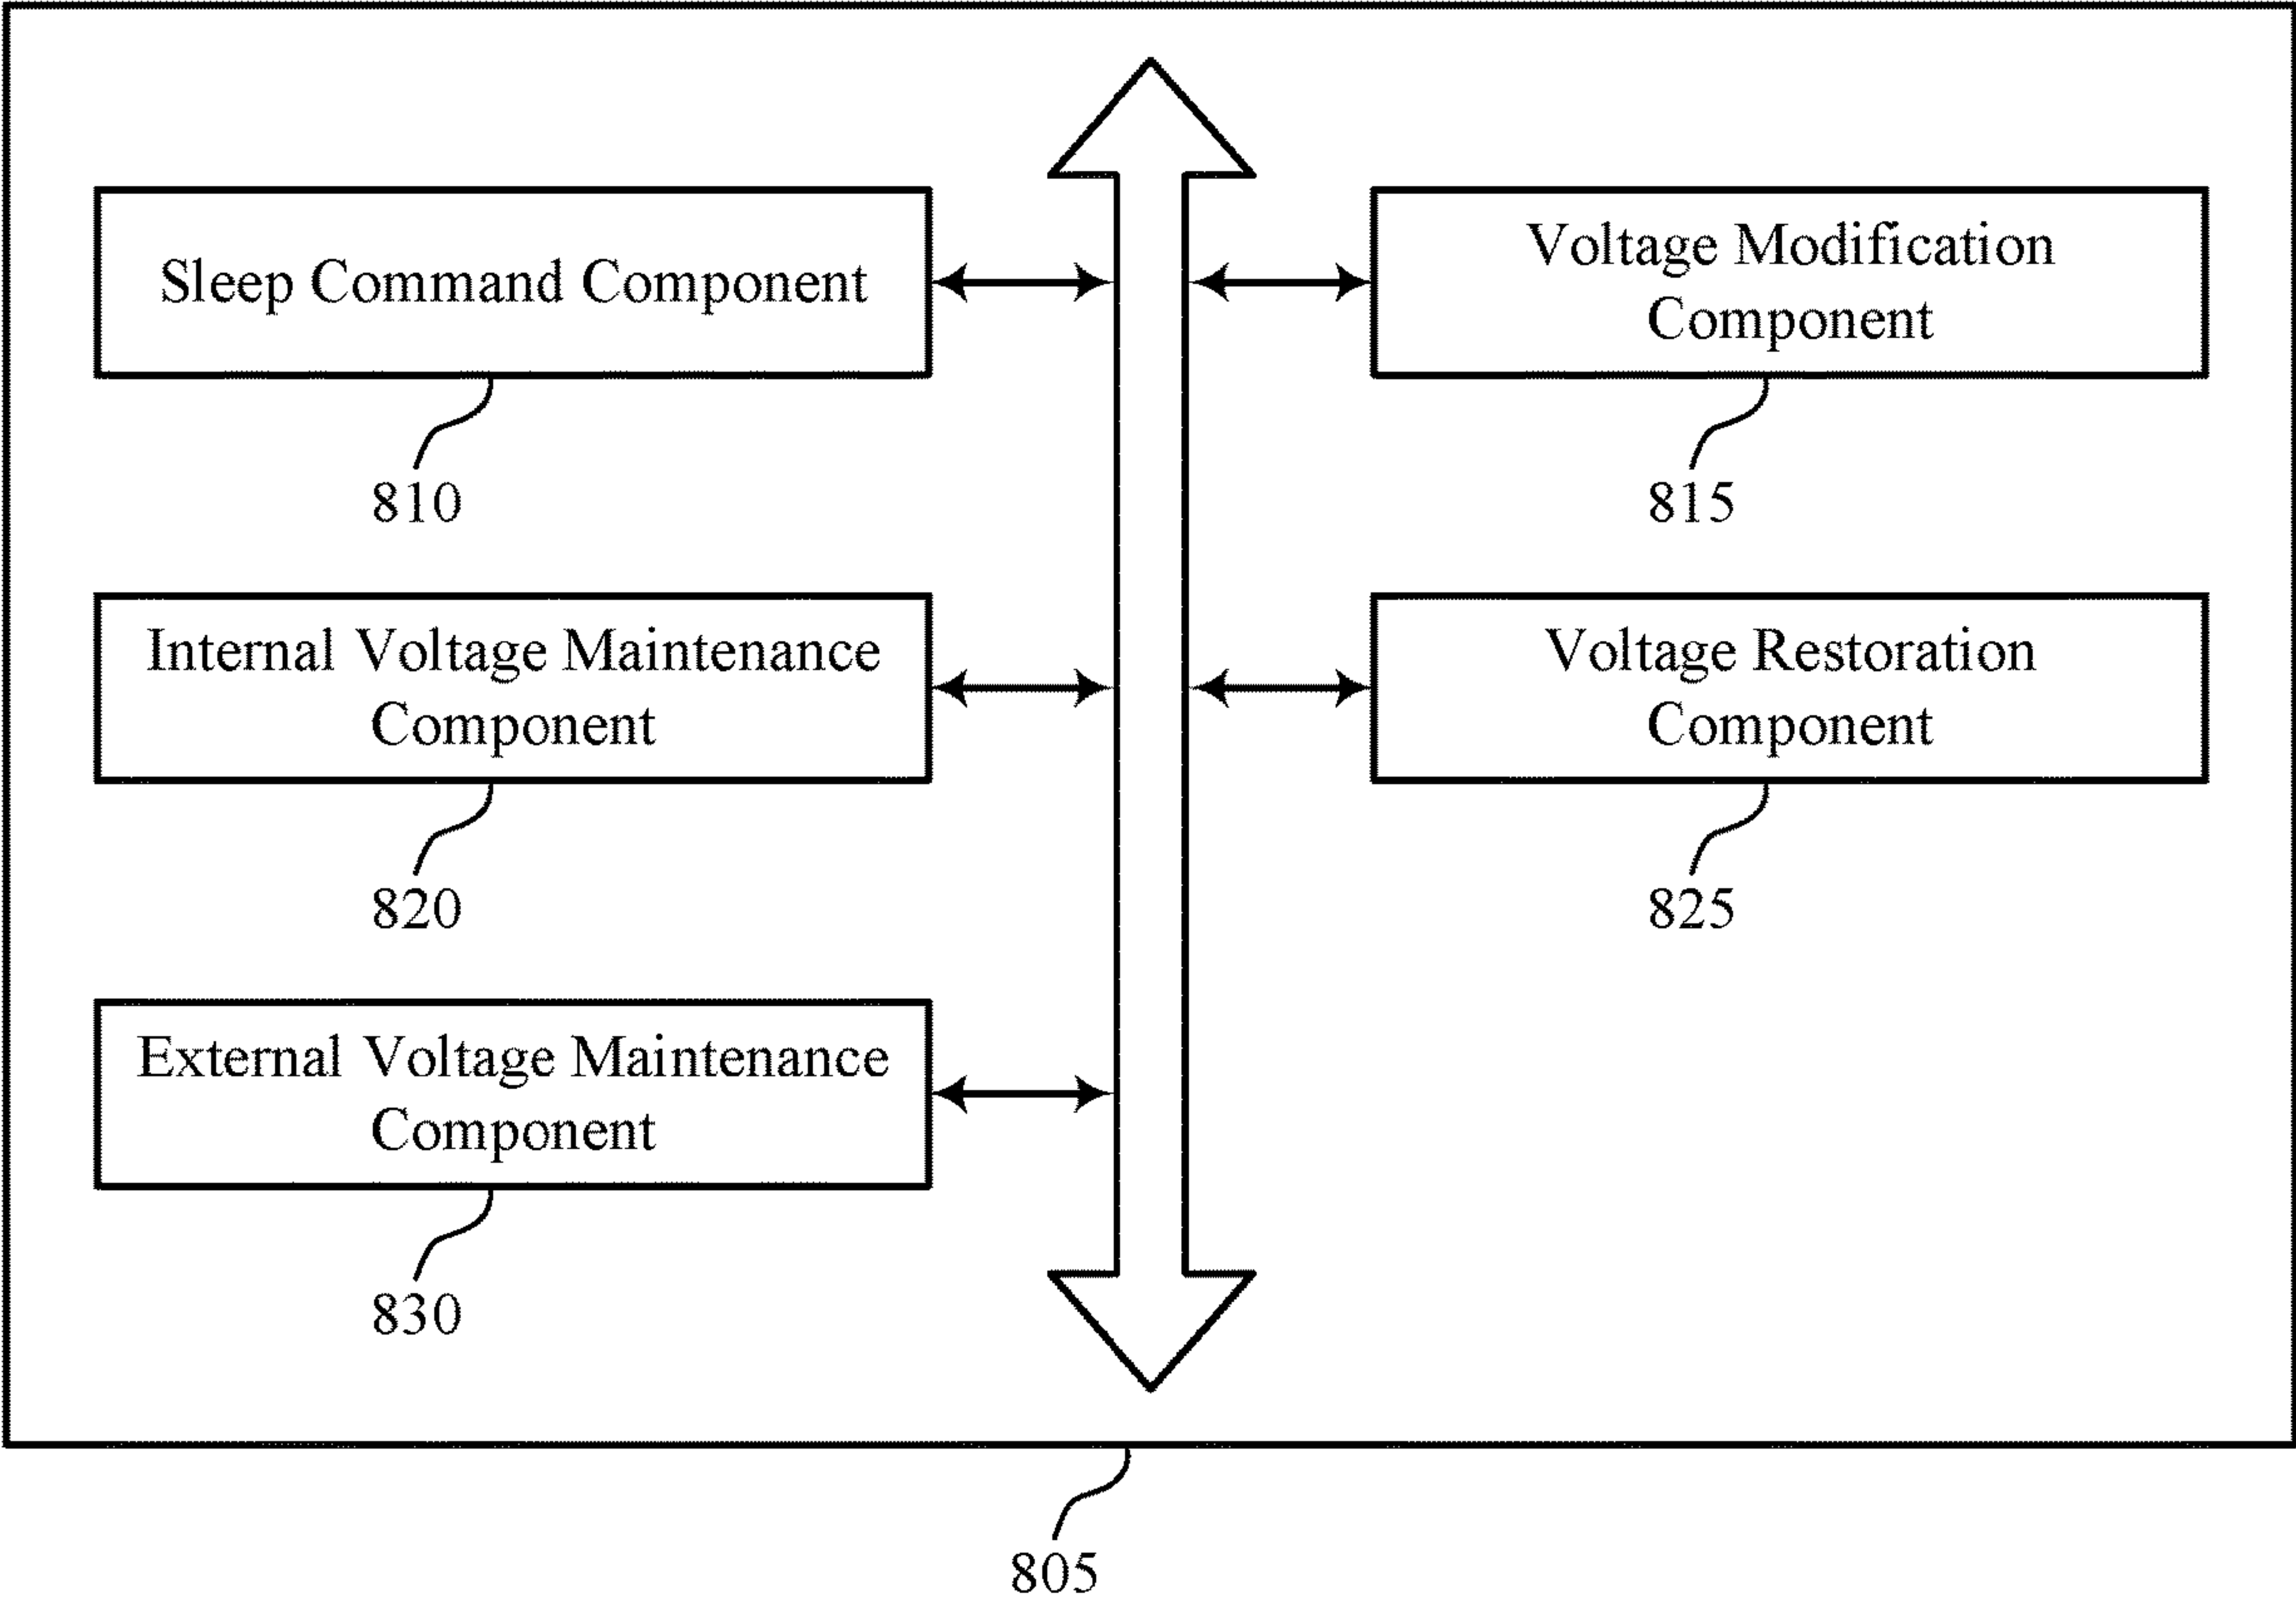 Sleep Command Component
810
Voltage Modification
Component
815
Internal Voltage Maintenance
Component
820
Voltage Restoration
Component
825
External Voltage Maintenance
Component
830
805